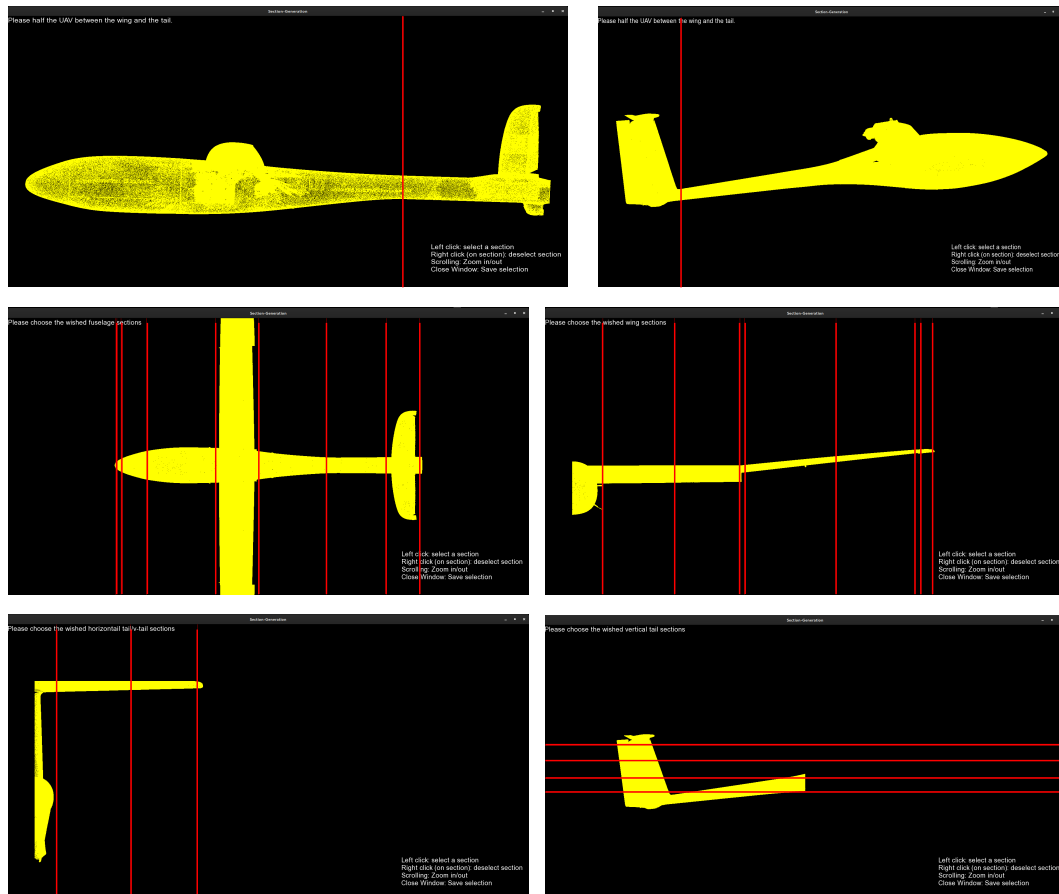 Section-Generation
Please half the UAV between the wing and the tail.
Left click: select a section
Right click (on section): deselect section
Scrolling: Zoom in/out
Close Window: Save selection
Section-Generation
Please half the UAV between the wing and the tail.
Left click: select a section
Right click (on section): deselect section
Scrolling: Zoom in/out
Close Window: Save selection
Section-Generation
Please choose the wished fuselage sections
Left click: select a section
Right click (on section): deselect section
Scrolling: Zoom in/out
Close Window: Save selection
Section-Generation
Please choose the wished wing sections
Left click: select a section
Right click (on section): deselect section
Scrolling: Zoom in/out
Close Window: Save selection
Section-Generation
Please choose the wished horizontail tail/v-tail sections
Left click: select a section
Right click (on section): deselect section
Scrolling: Zoom in/out
Close Window: Save selection
Section-Generation
Please choose the wished vertical tail sections
Left click: select a section
Right click (on section): deselect section
Scrolling: Zoom in/out
Close Window: Save selection